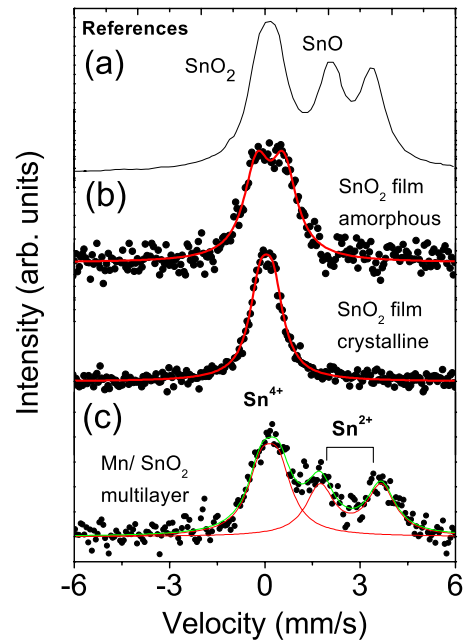 References
(a)
SnO2
SnO
(b)
SnO2 film
amorphous
SnO2 film
crystalline
(c)
Sn4+
Sn2+
Mn/ SnO2
multilayer
Intensity (arb. units)
-6 -3 0 3 6
Velocity (mm/s)